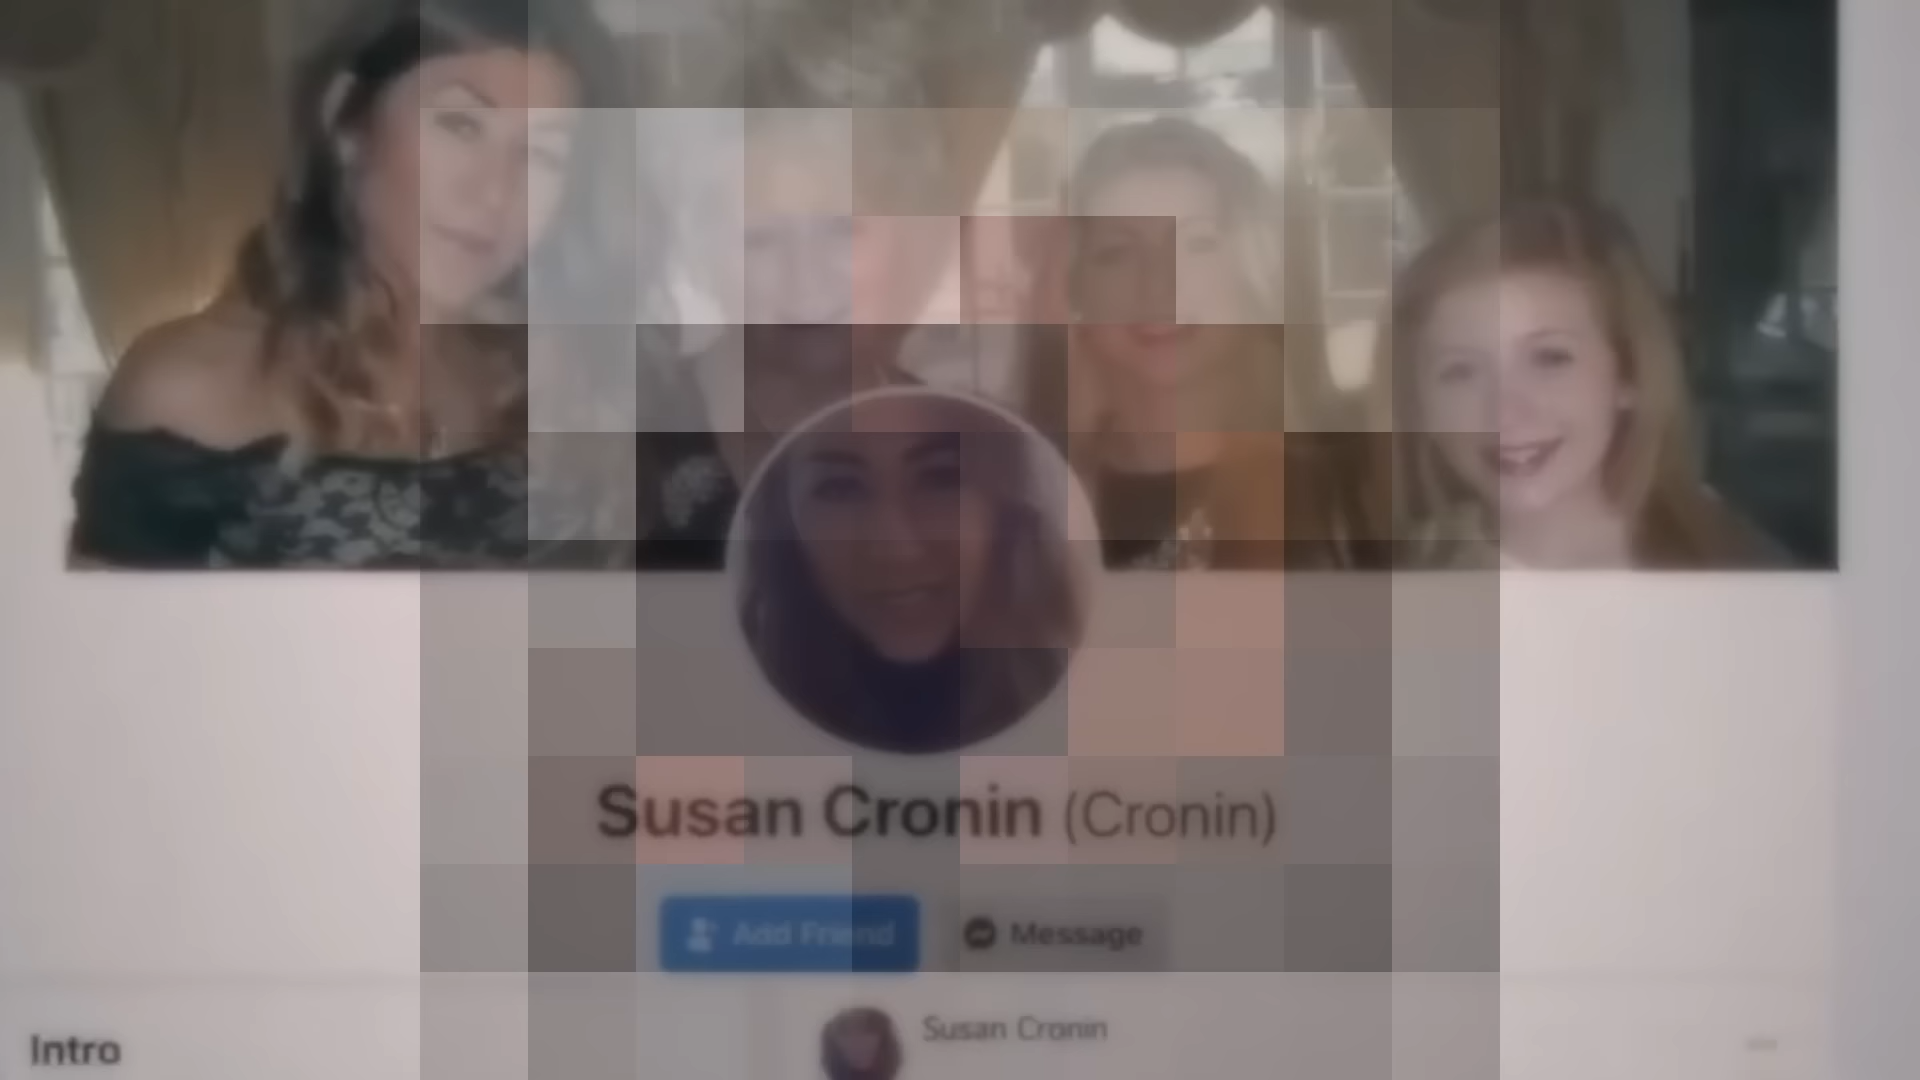 Susan Cronin (Cronin)
Add Friend
Message
Susan Cronin
Intro